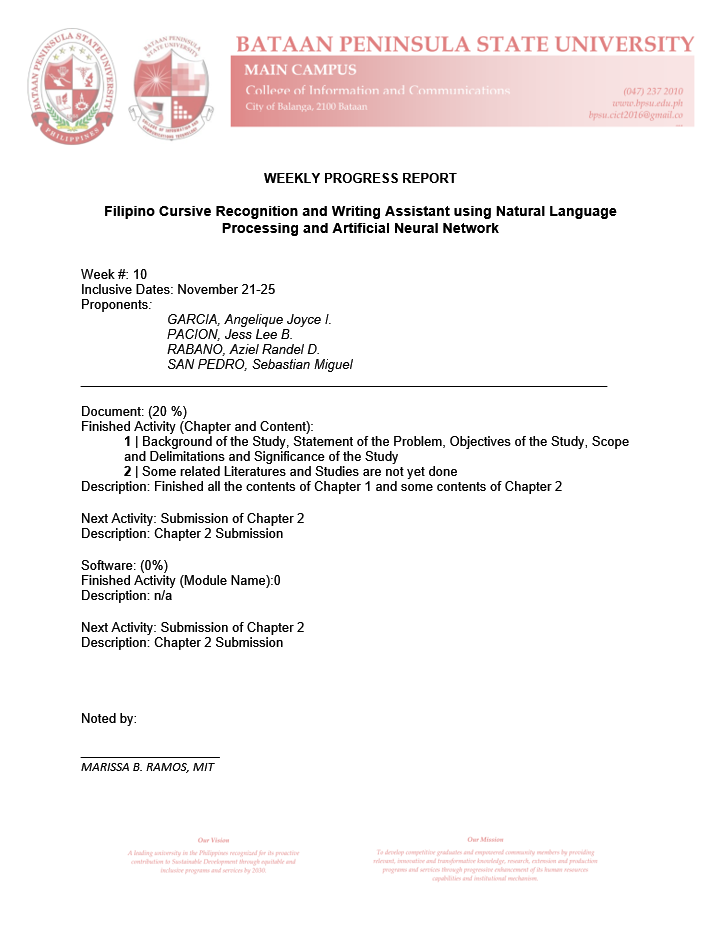 BATAAN PENINSULA STATE UNIVERSITY
MAIN CAMPUS
College of Information and Communications
City of Balanga, 2100 Bataan
(047) 237 2010
www.bpsu.edu.ph
bpsu.cict2016@gmail.co
BATAAN PENINSULA STATE UNIVERSITY
PHILIPPINES
BATAAN PENINSULA STATE UNIVERSITY
WEEKLY PROGRESS REPORT
Filipino Cursive Recognition and Writing Assistant using Natural Language
Processing and Artificial Neural Network
Week #: 10
Inclusive Dates: November 21-25
Proponents:
GARCIA, Angelique Joyce I.
PACION, Jess Lee B.
RABANO, Aziel Randel D.
SAN PEDRO, Sebastian Miguel
Document: (20 %)
Finished Activity (Chapter and Content):
1 | Background of the Study, Statement of the Problem, Objectives of the Study, Scope
and Delimitations and Significance of the Study
2 | Some related Literatures and Studies are not yet done
Description: Finished all the contents of Chapter 1 and some contents of Chapter 2
Next Activity: Submission of Chapter 2
Description: Chapter 2 Submission
Software: (0%)
Finished Activity (Module Name):0
Description: n/a
Next Activity: Submission of Chapter 2
Description: Chapter 2 Submission
Noted by:
MARISSA B. RAMOS, MIT
Our Vision
A leading university in the Philippines recognized for its proactive
contribution to Sustainable Development through equitable and
inclusive programs and services by 2030.
Our Mission
To develop competitive graduates and empowered community members by providing
relevant, innovative and transformative knowledge, research, extension and production
programs and services through progressive enhancement of its human resources
capabilities and institutional mechanism.